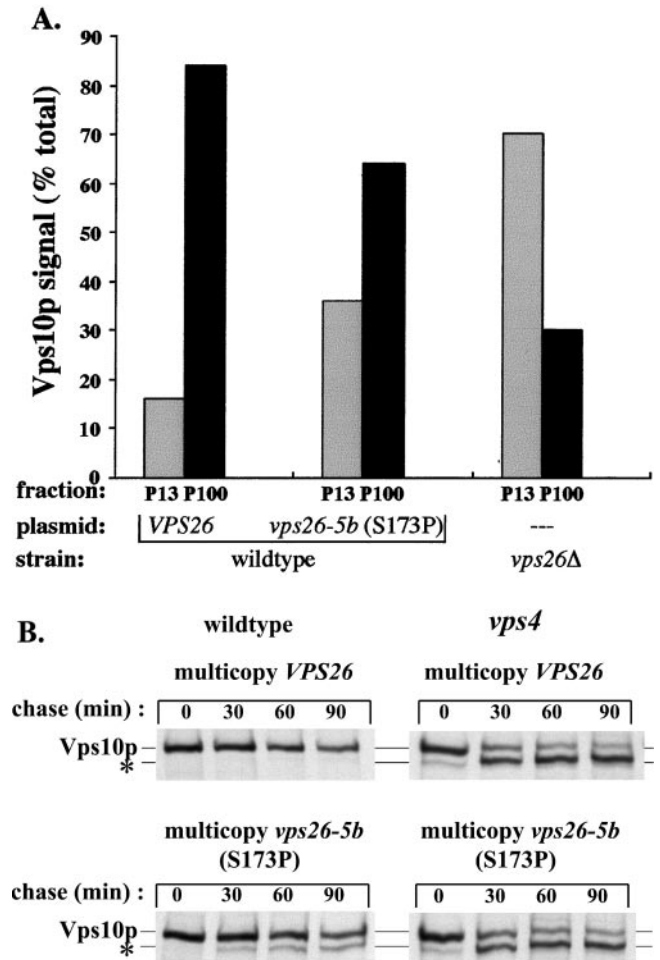 A.
Vps10p signal (% total)
90
80
70
60
50
40
30
20
10
0
fraction: P13 P100 P13 P100 P13 P100
plasmid: VPS26 vps26-5b (S173P) ---
strain: wildtype vps26Δ
B.
wildtype vps4
multicopy VPS26 multicopy VPS26
chase (min) : 0 30 60 90 0 30 60 90
Vps10p
*
multicopy vps26-5b multicopy vps26-5b
(S173P) (S173P)
chase (min) : 0 30 60 90 0 30 60 90
Vps10p
*